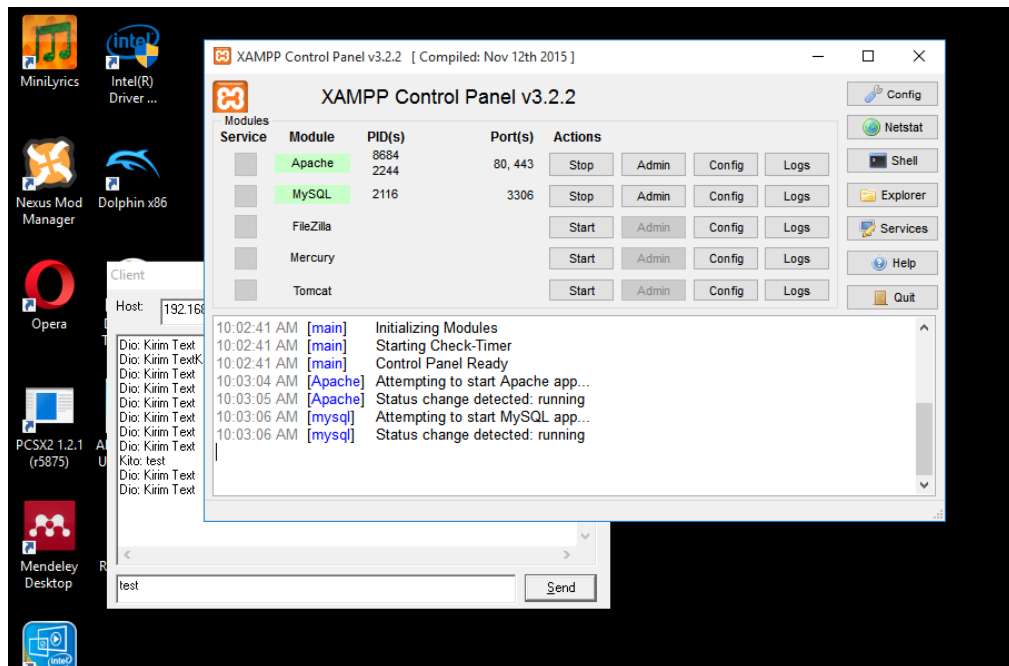 MiniLyrics
Intel(R)
Driver ...
Nexus Mod
Manager
Dolphin x86
Opera
PCSX2 1.2.1
(r5875)
Mendeley
Desktop
intel
intel
XAMPP Control Panel v3.2.2 [ Compiled: Nov 12th 2015 ]
XAMPP Control Panel v3.2.2
Modules
Service Module PID(s) Port(s) Actions
Apache 8684 2244 80, 443 Stop Admin Config Logs
MySQL 2116 3306 Stop Admin Config Logs
FileZilla Start Admin Config Logs
Mercury Start Admin Config Logs
Tomcat Start Admin Config Logs
Config
Netstat
Shell
Explorer
Services
Help
Quit
10:02:41 AM [main] Initializing Modules
10:02:41 AM [main] Starting Check-Timer
10:02:41 AM [main] Control Panel Ready
10:03:04 AM [Apache] Attempting to start Apache app...
10:03:05 AM [Apache] Status change detected: running
10:03:06 AM [mysql] Attempting to start MySQL app...
10:03:06 AM [mysql] Status change detected: running
Client
Host: 192.168
Dio: Kirim Text
Dio: Kirim TextK
Dio: Kirim Text
Dio: Kirim Text
Dio: Kirim Text
Dio: Kirim Text
Dio: Kirim Text
Dio: Kirim Text
Kito: test
Dio: Kirim Text
Dio: Kirim Text
test
Send